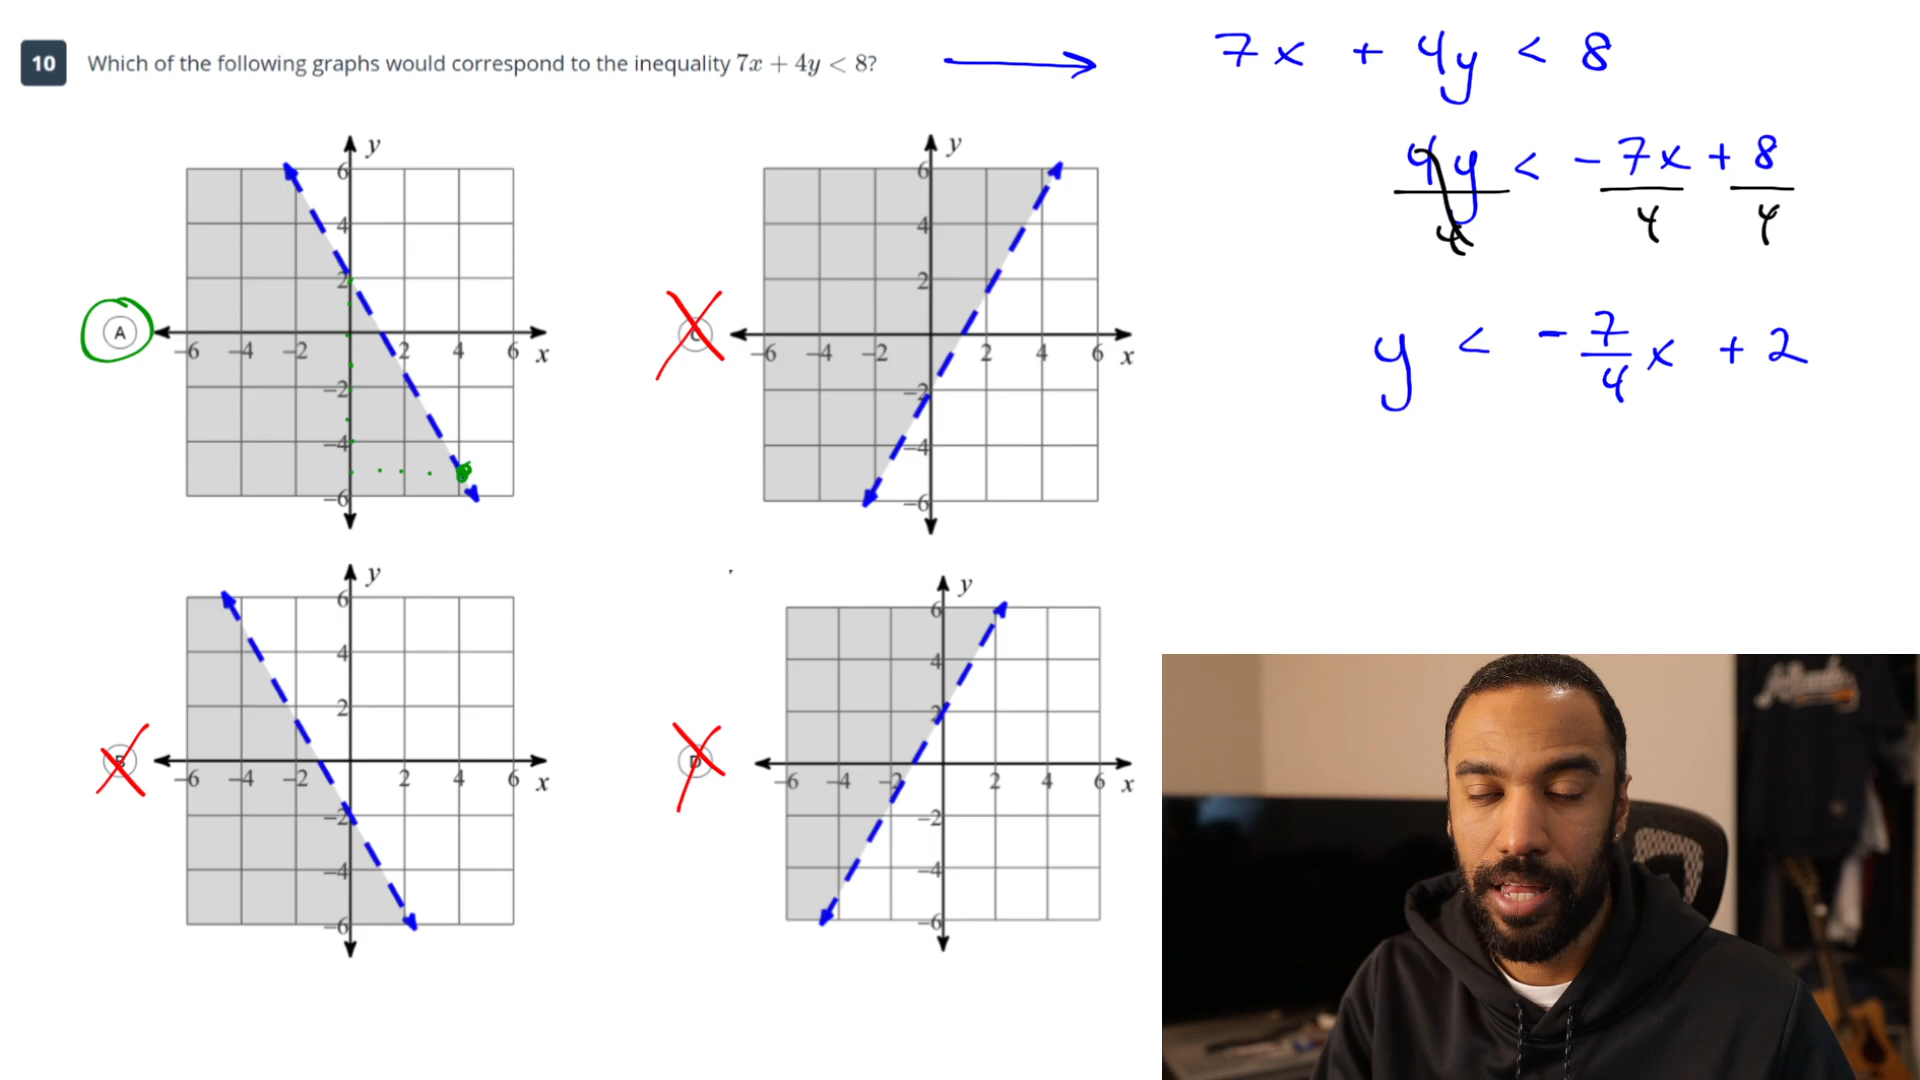 10 Which of the following graphs would correspond to the inequality 7x + 4y < 8?
7x + 4y < 8
4y < -7x + 8
4 4 4
y < -7/4 x + 2
A
y
6
4
2
-6 -4 -2 2 4 6 x
-2
-4
-6
C
y
6
4
2
-6 -4 -2 2 4 6 x
-2
-4
-6
B
y
6
4
2
-6 -4 -2 2 4 6 x
-2
-4
-6
D
y
6
4
2
-6 -4 -2 2 4 6 x
-2
-4
-6